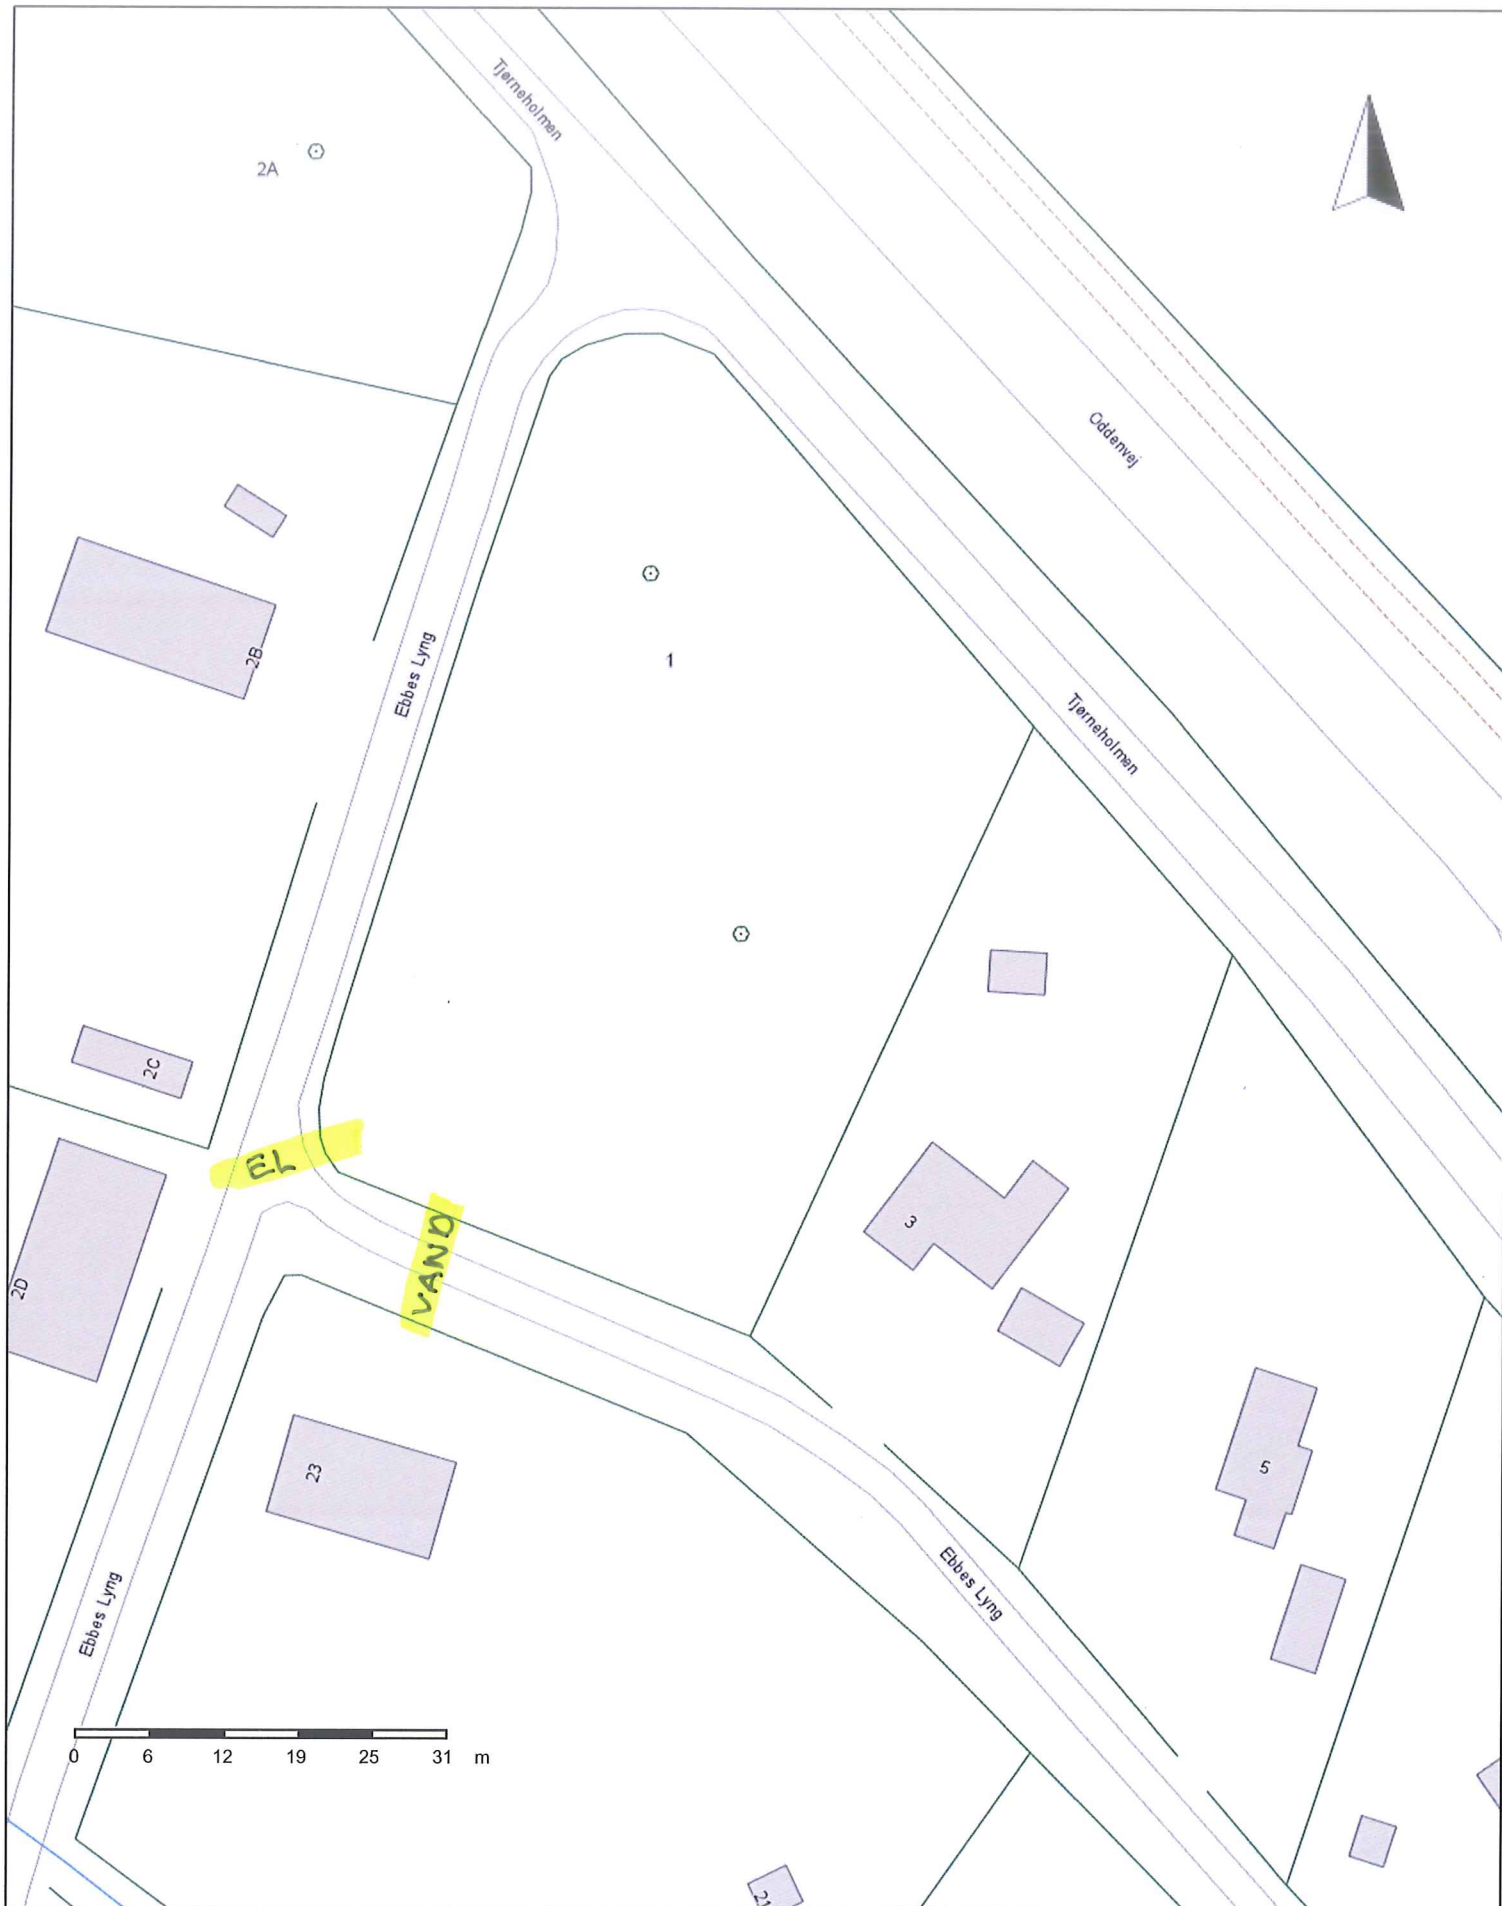 Tjørneholmen
2A
Oddenvej
2B
Ebbes Lyng
1
Tjørneholmen
2C
EL
VAND
3
2D
5
23
Ebbes Lyng
Ebbes Lyng
0 6 12 19 25 31 m
21